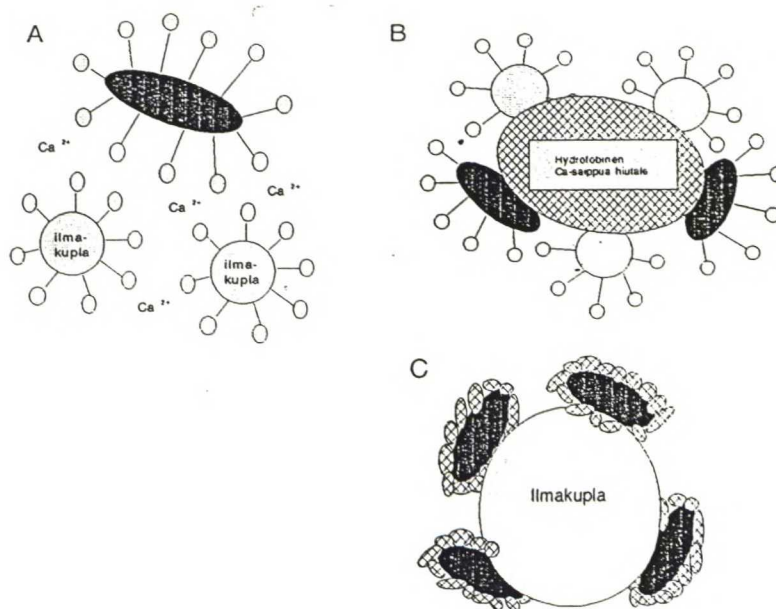 A
Ca 2+
Ca 2+
Ca 2+
ilma-
kupla
ilma-
kupla
Ca 2+
B
Hydrofobinen
Ca-saippua hiutale
C
Ilmakupla